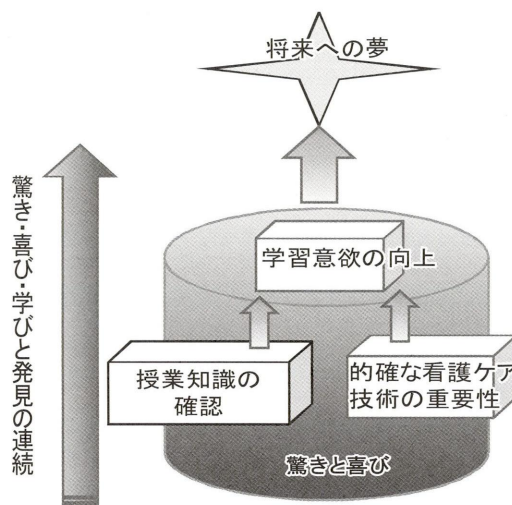 将来への夢
驚き・喜び・学びと発見の連続
学習意欲の向上
授業知識の
確認
的確な看護ケア
技術の重要性
驚きと喜び